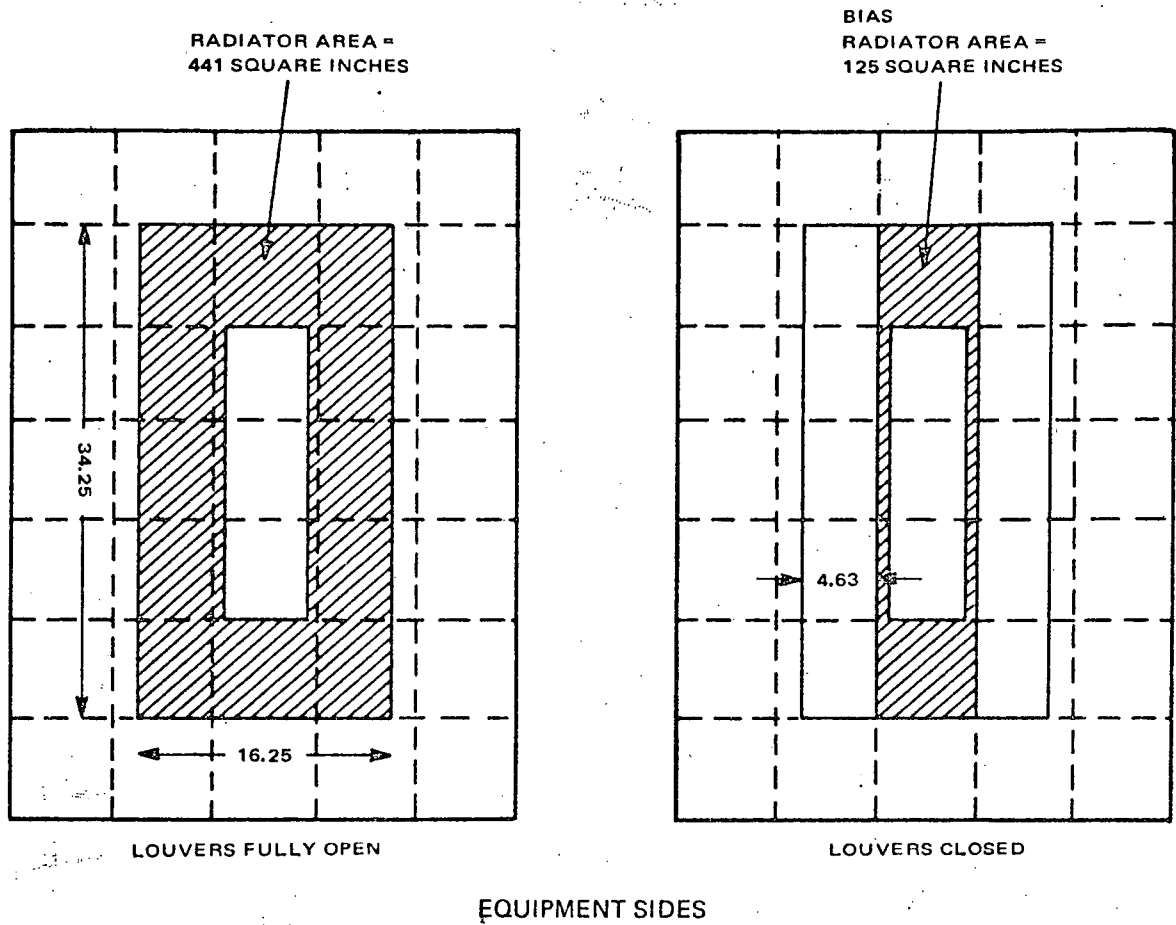 RADIATOR AREA =
441 SQUARE INCHES
BIAS
RADIATOR AREA =
125 SQUARE INCHES
34.25
16.25
4.63
LOUVERS FULLY OPEN
LOUVERS CLOSED
EQUIPMENT SIDES